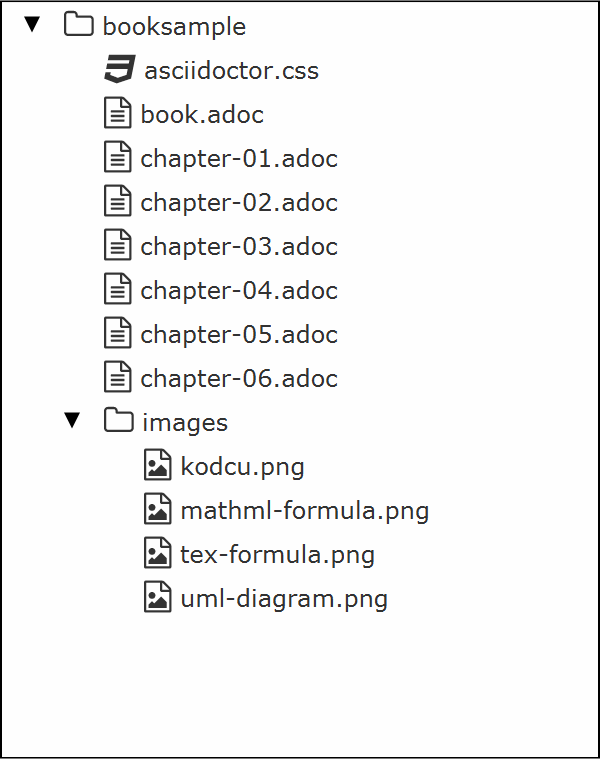 booksample
asciidoctor.css
book.adoc
chapter-01.adoc
chapter-02.adoc
chapter-03.adoc
chapter-04.adoc
chapter-05.adoc
chapter-06.adoc
images
kodcu.png
mathml-formula.png
tex-formula.png
uml-diagram.png